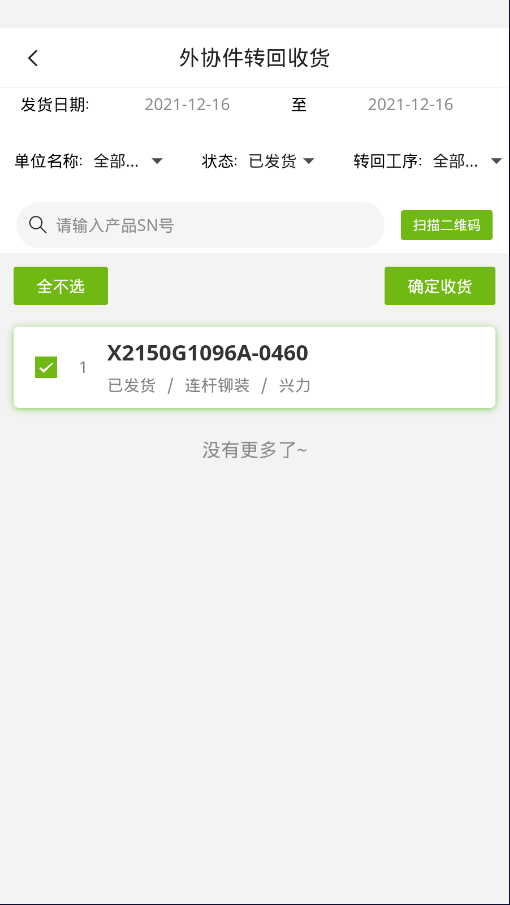 外协件转回收货
发货日期: 2021-12-16 至 2021-12-16
单位名称: 全部... 状态: 已发货 转回工序: 全部...
请输入产品SN号 扫描二维码
全不选 确定收货
X2150G1096A-0460
1
已发货 / 连杆铆装 / 兴力
没有更多了~